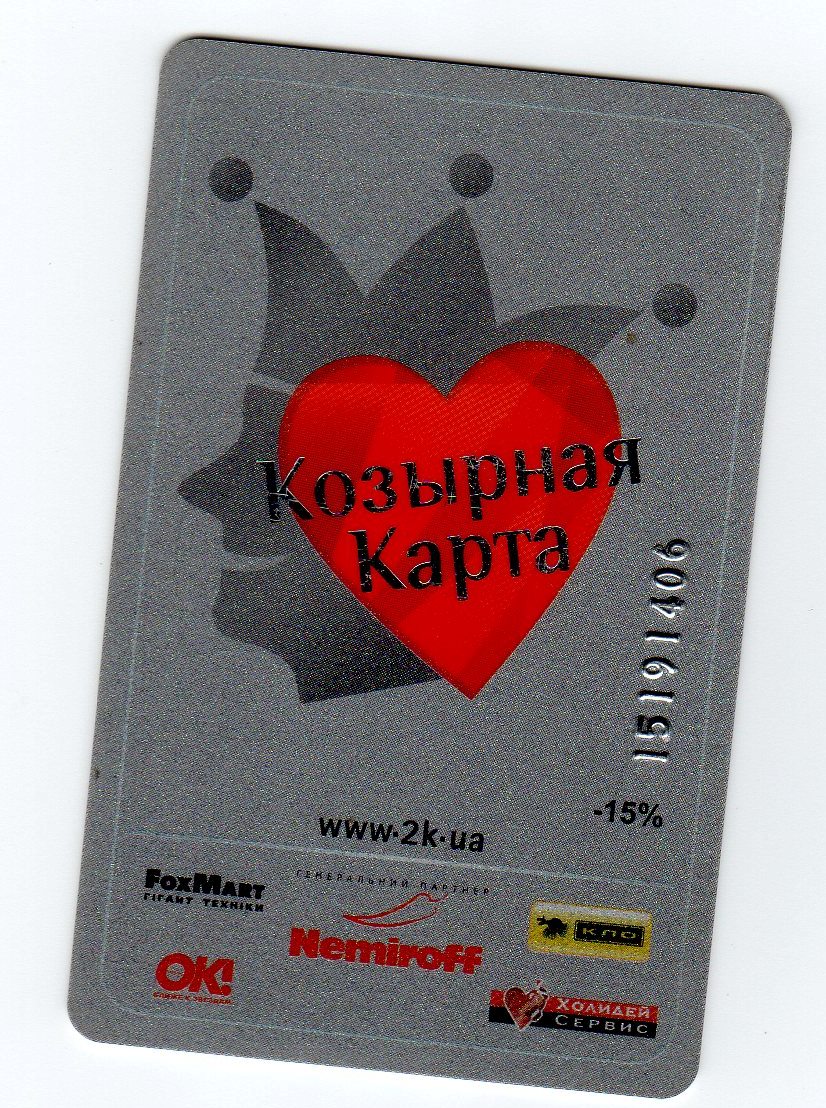 Козырная
Карта
15191406
-15%
www.2k.ua
FOXMART
ГІГАНТ ТЕХНІКИ
ГЕНЕРАЛЬНИЙ ПАРТНЕР
Nemiroff
КЛО
OK!
ХОЛИДЕЙ
СЕРВИС